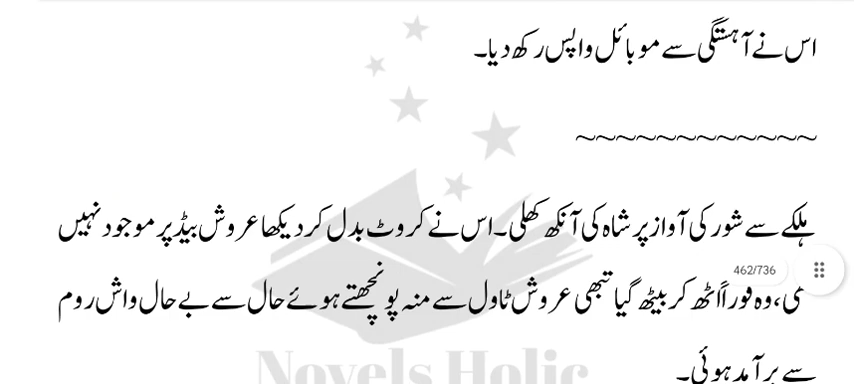 اس نے آہستگی سے موبائل واپس رکھ دیا۔
~~~~~~~~~~~~
ہلکے سے شور کی آواز پر شاہ کی آنکھ کھلی۔ اس نے کروٹ بدل کر دیکھا عروش بیڈ پر موجود نہیں
462/736
وہ فوراً اٹھ کر بیٹھ گیا تبھی عروش ٹاول سے منہ پونچھتے ہوئے حال سے بے حال واش روم
سے برآمد ہوئی۔
Novels Holic